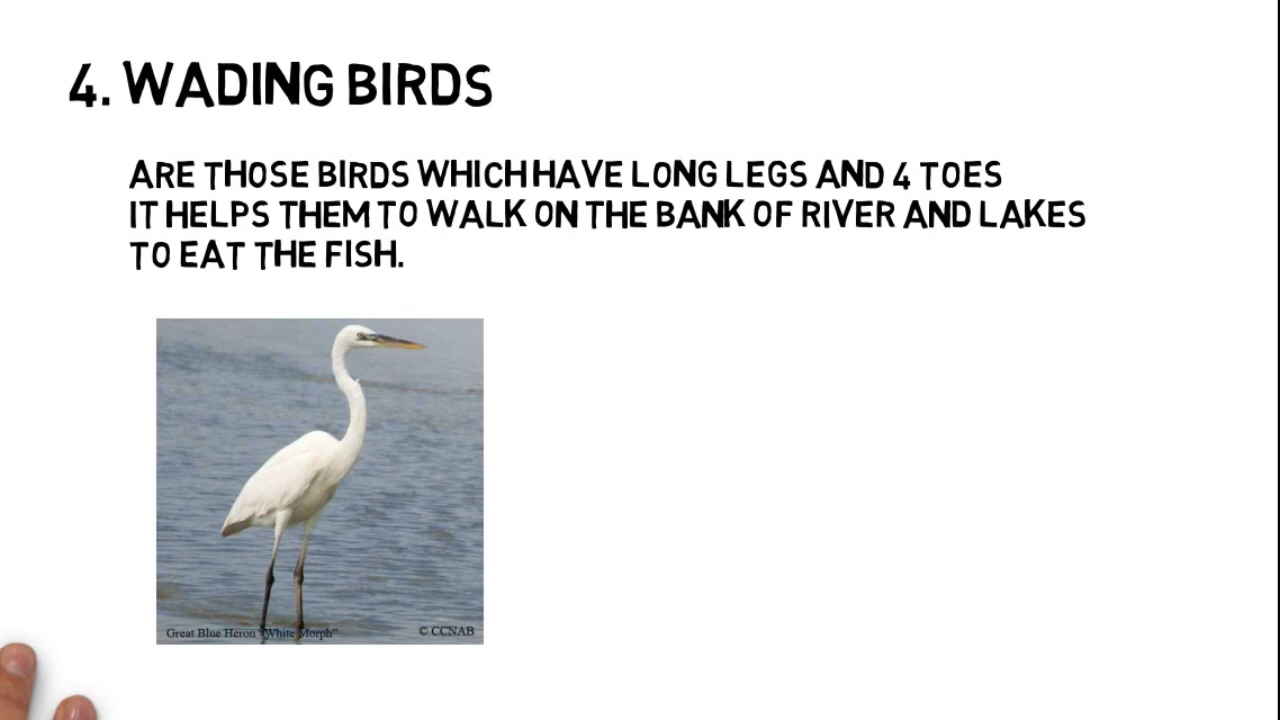 4. WADING BIRDS
ARE THOSE BIRDS WHICH HAVE LONG LEGS AND 4 TOES
IT HELPS THEM TO WALK ON THE BANK OF RIVER AND LAKES
TO EAT THE FISH.
Great Blue Heron "White Morph" © CCNAB